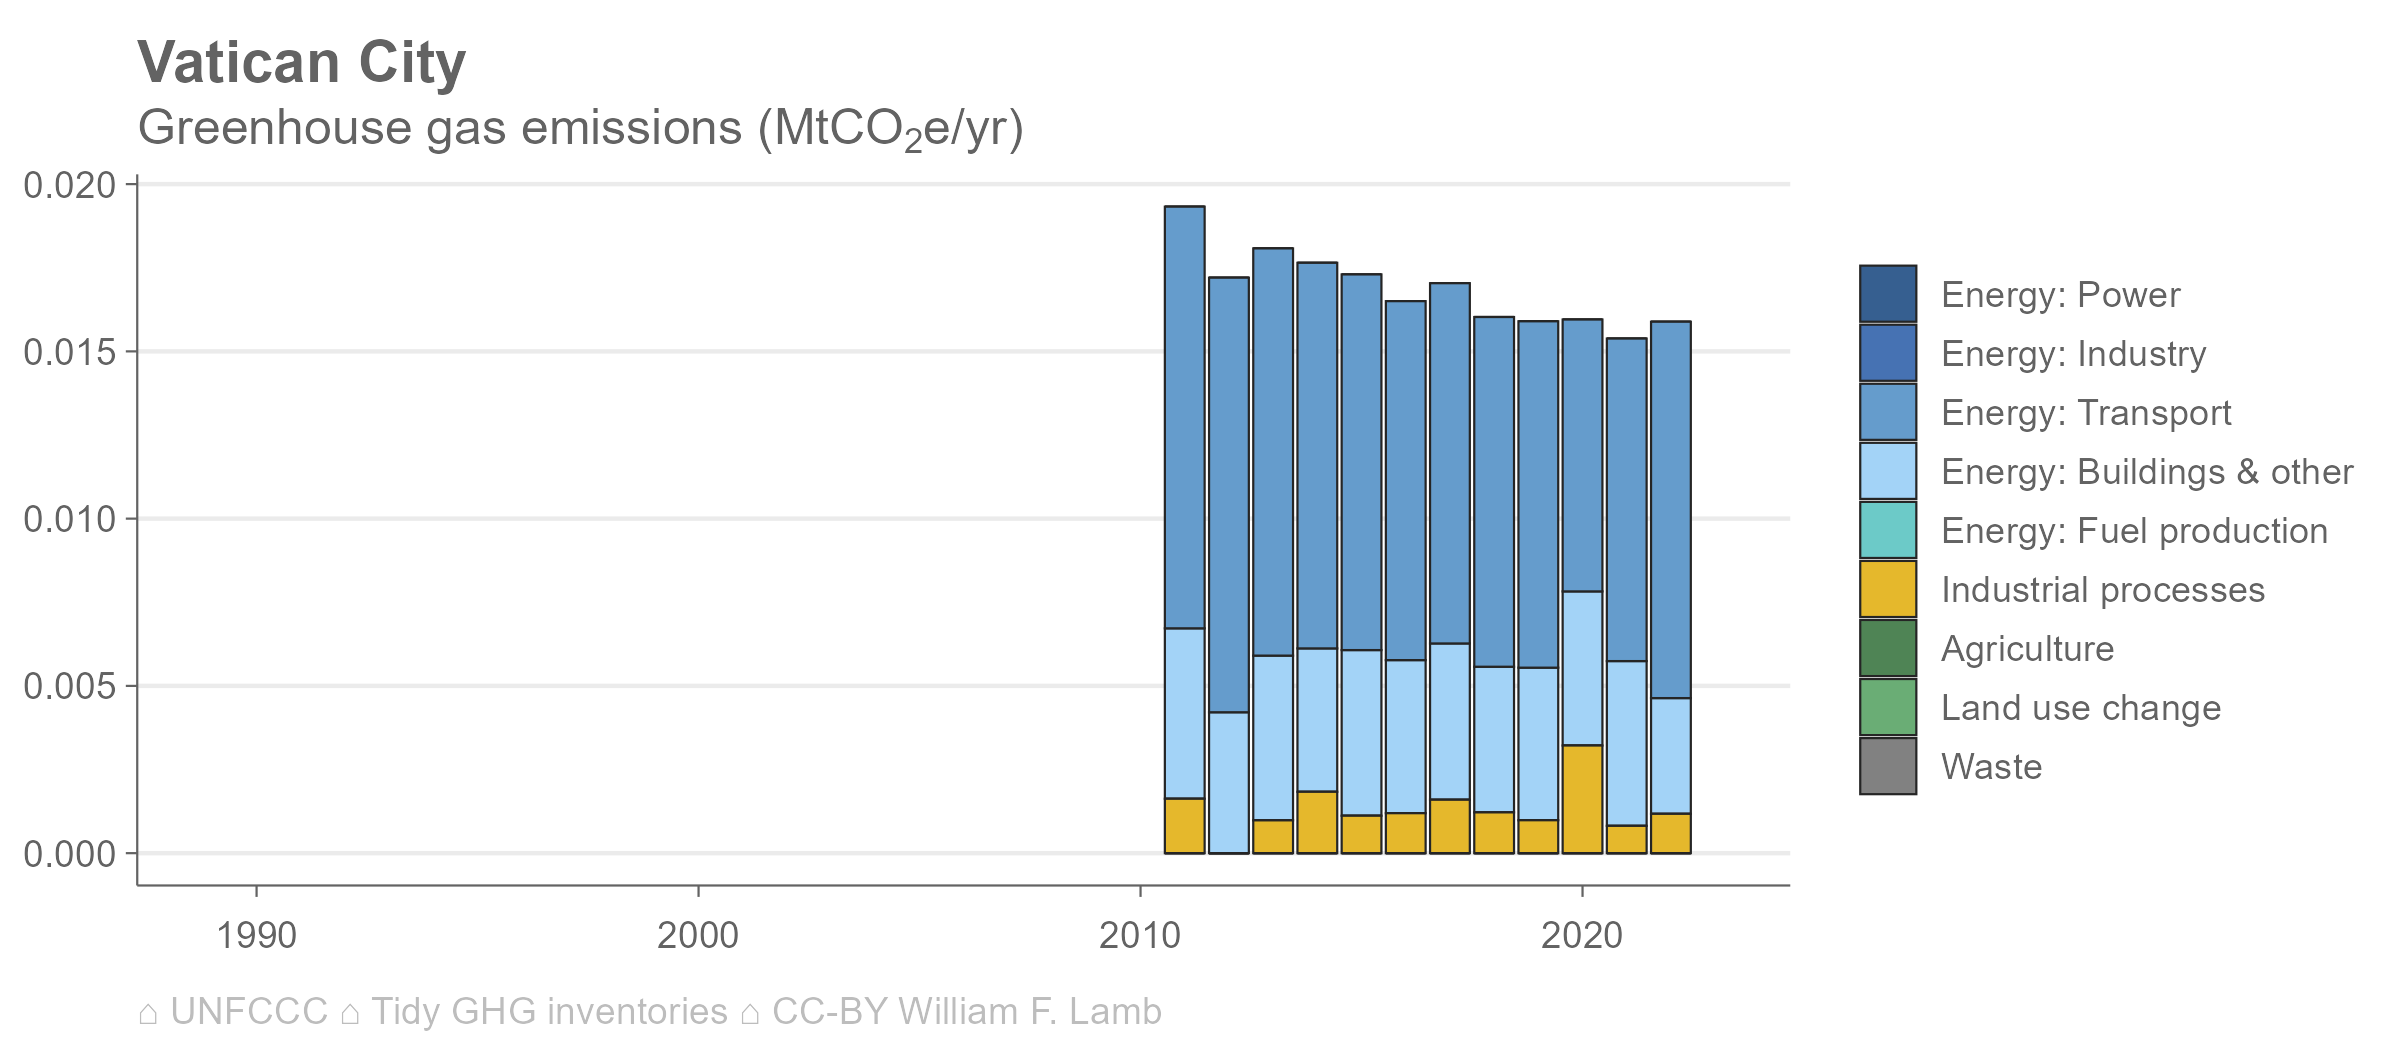 Vatican City
Greenhouse gas emissions (MtCO₂e/yr)
0.020
0.015
0.010
0.005
0.000
1990 2000 2010 2020
Energy: Power
Energy: Industry
Energy: Transport
Energy: Buildings & other
Energy: Fuel production
Industrial processes
Agriculture
Land use change
Waste
⌂ UNFCCC ⌂ Tidy GHG inventories ⌂ CC-BY William F. Lamb